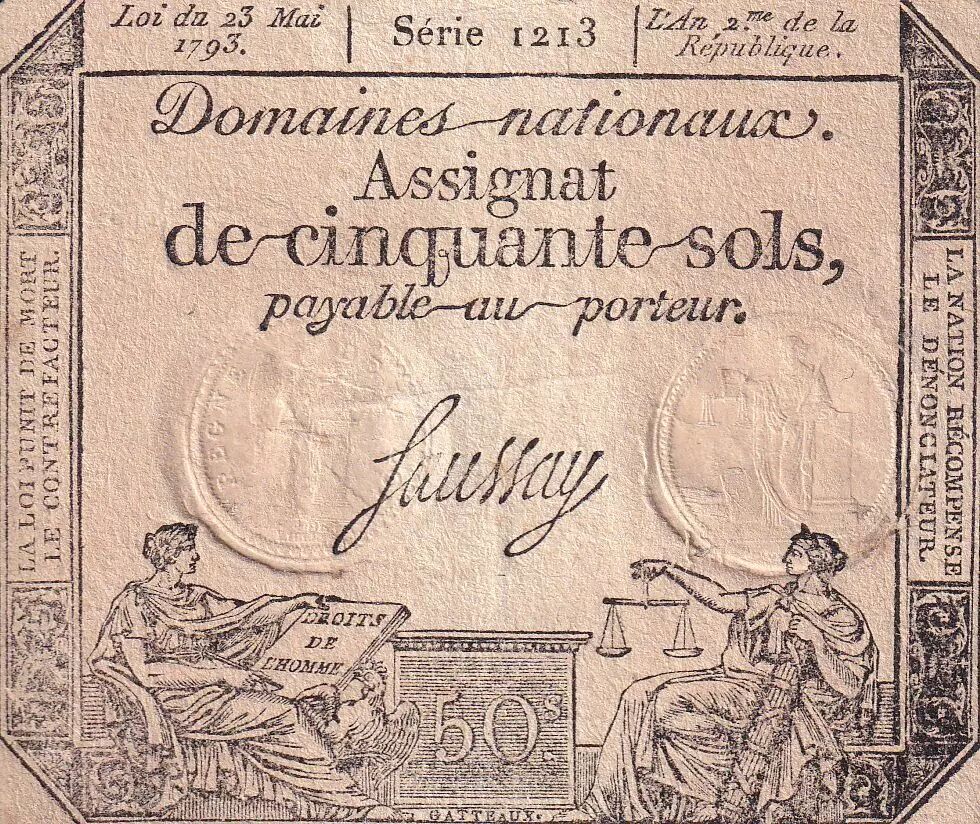 Loi du 23 Mai
1793.
Série 1213
L'An 2.me de la
République.
Domaines nationaux.
Assignat
de cinquante sols,
payable au porteur.
LA LOI PUNIT DE MORT
LE CONTREFACTEUR.
LA NATION RÉCOMPENSE
LE DÉNONCIATEUR
Saussay
DROITS
DE
L'HOMME
50s
GATTEAUX.